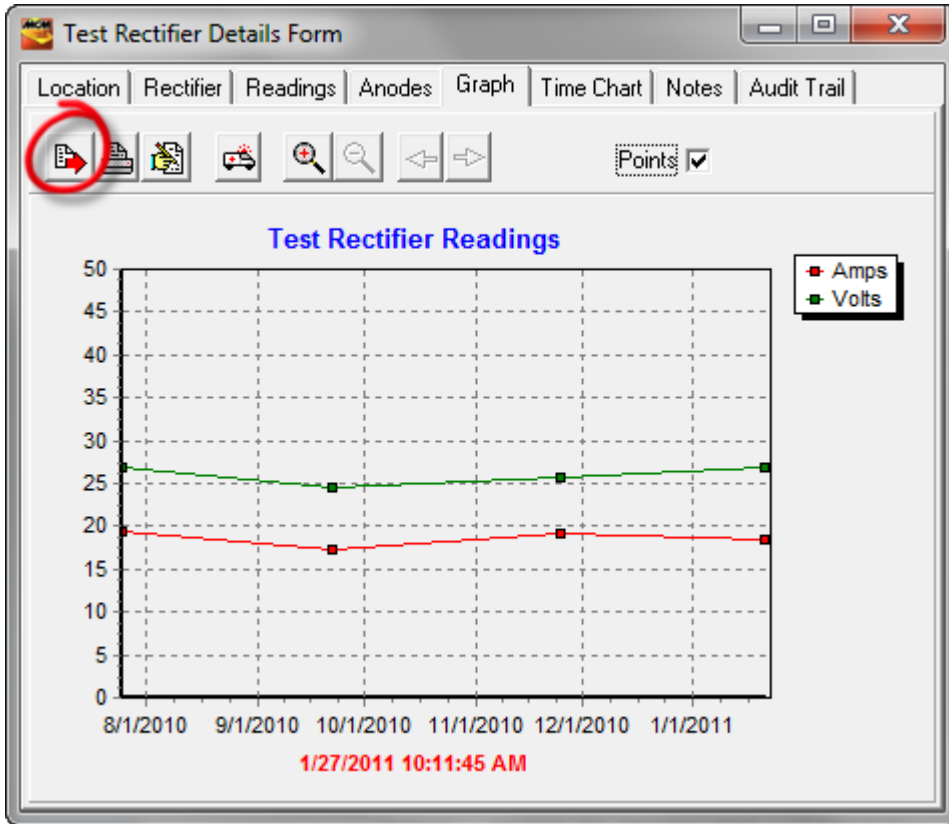 MCM
Test Rectifier Details Form
Location Rectifier Readings Anodes Graph Time Chart Notes Audit Trail
Points
Test Rectifier Readings
Amps
Volts
50
45
40
35
30
25
20
15
10
5
0
8/1/2010 9/1/2010 10/1/2010 11/1/2010 12/1/2010 1/1/2011
1/27/2011 10:11:45 AM